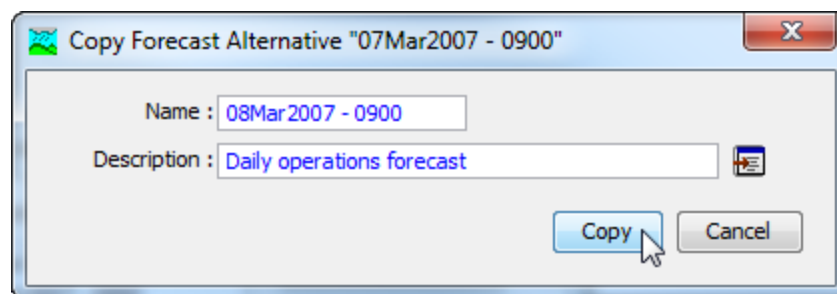 Copy Forecast Alternative "07Mar2007 - 0900"
Name : 08Mar2007 - 0900
Description : Daily operations forecast
Copy Cancel